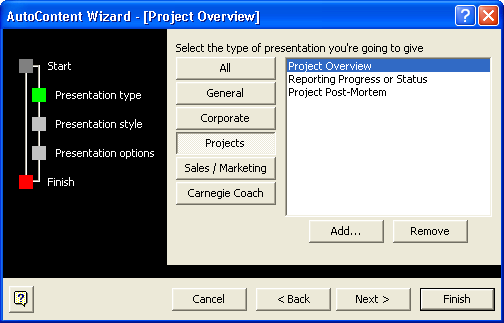 AutoContent Wizard - [Project Overview]
Start
Presentation type
Presentation style
Presentation options
Finish
Select the type of presentation you're going to give
All
General
Corporate
Projects
Sales / Marketing
Carnegie Coach
Project Overview
Reporting Progress or Status
Project Post-Mortem
Add...
Remove
?
Cancel
< Back
Next >
Finish